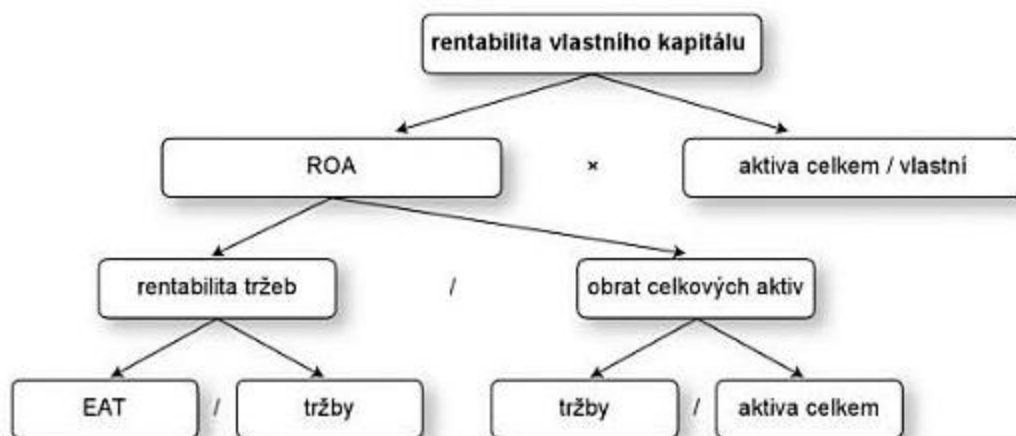 rentabilita vlastního kapitálu
ROA × aktiva celkem / vlastní
rentabilita tržeb / obrat celkových aktiv
EAT / tržby tržby / aktiva celkem